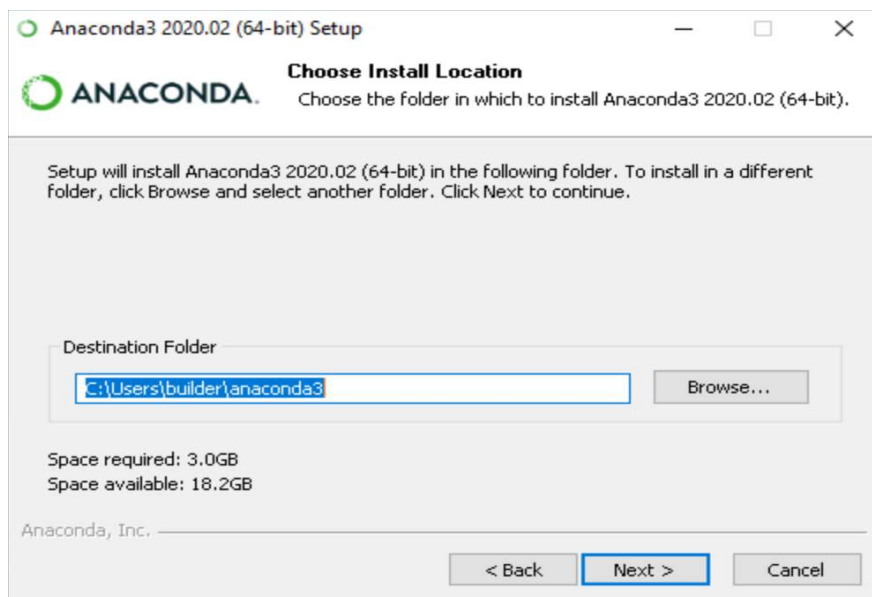 Anaconda3 2020.02 (64-bit) Setup
ANACONDA.
Choose Install Location
Choose the folder in which to install Anaconda3 2020.02 (64-bit).
Setup will install Anaconda3 2020.02 (64-bit) in the following folder. To install in a different
folder, click Browse and select another folder. Click Next to continue.
Destination Folder
C:\Users\builder\anaconda3
Browse...
Space required: 3.0GB
Space available: 18.2GB
Anaconda, Inc.
< Back
Next >
Cancel